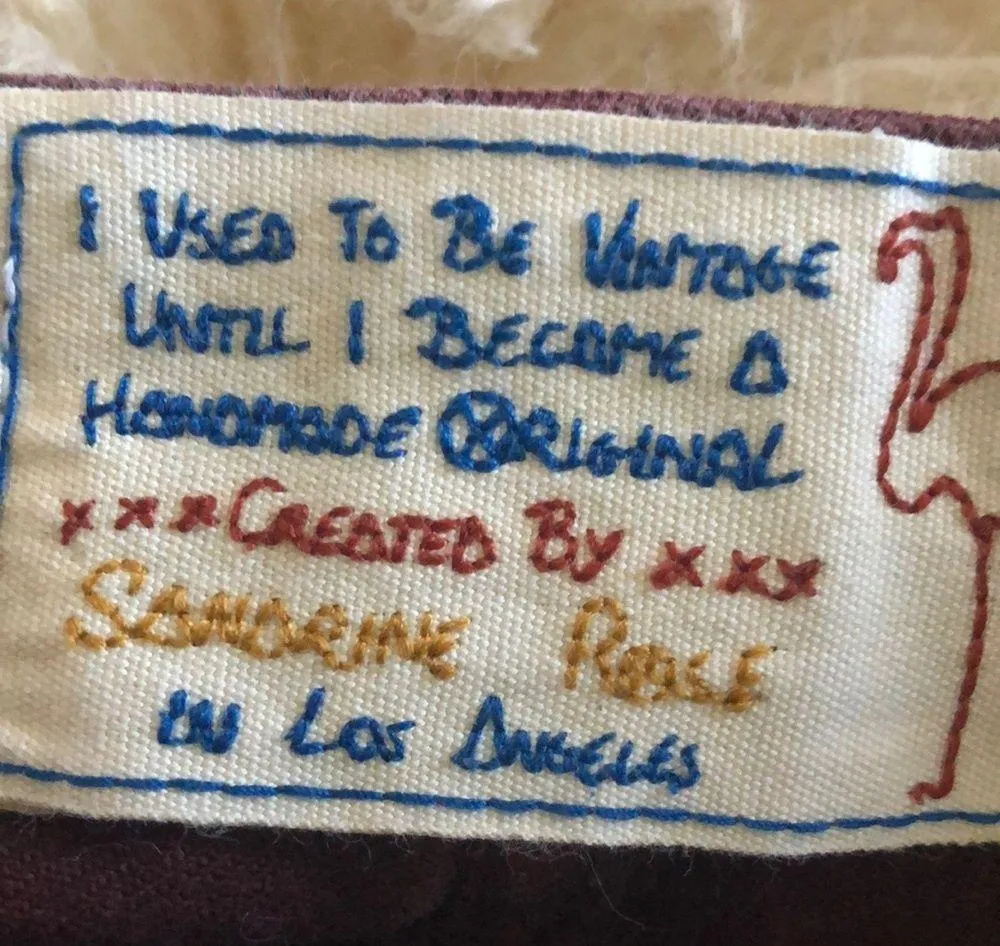 I USED TO BE VINTAGE
UNTIL I BECAME A
HANDMADE ORIGINAL
xxx CREATED BY xxx
SANDRINE ROSE
IN LOS ANGELES